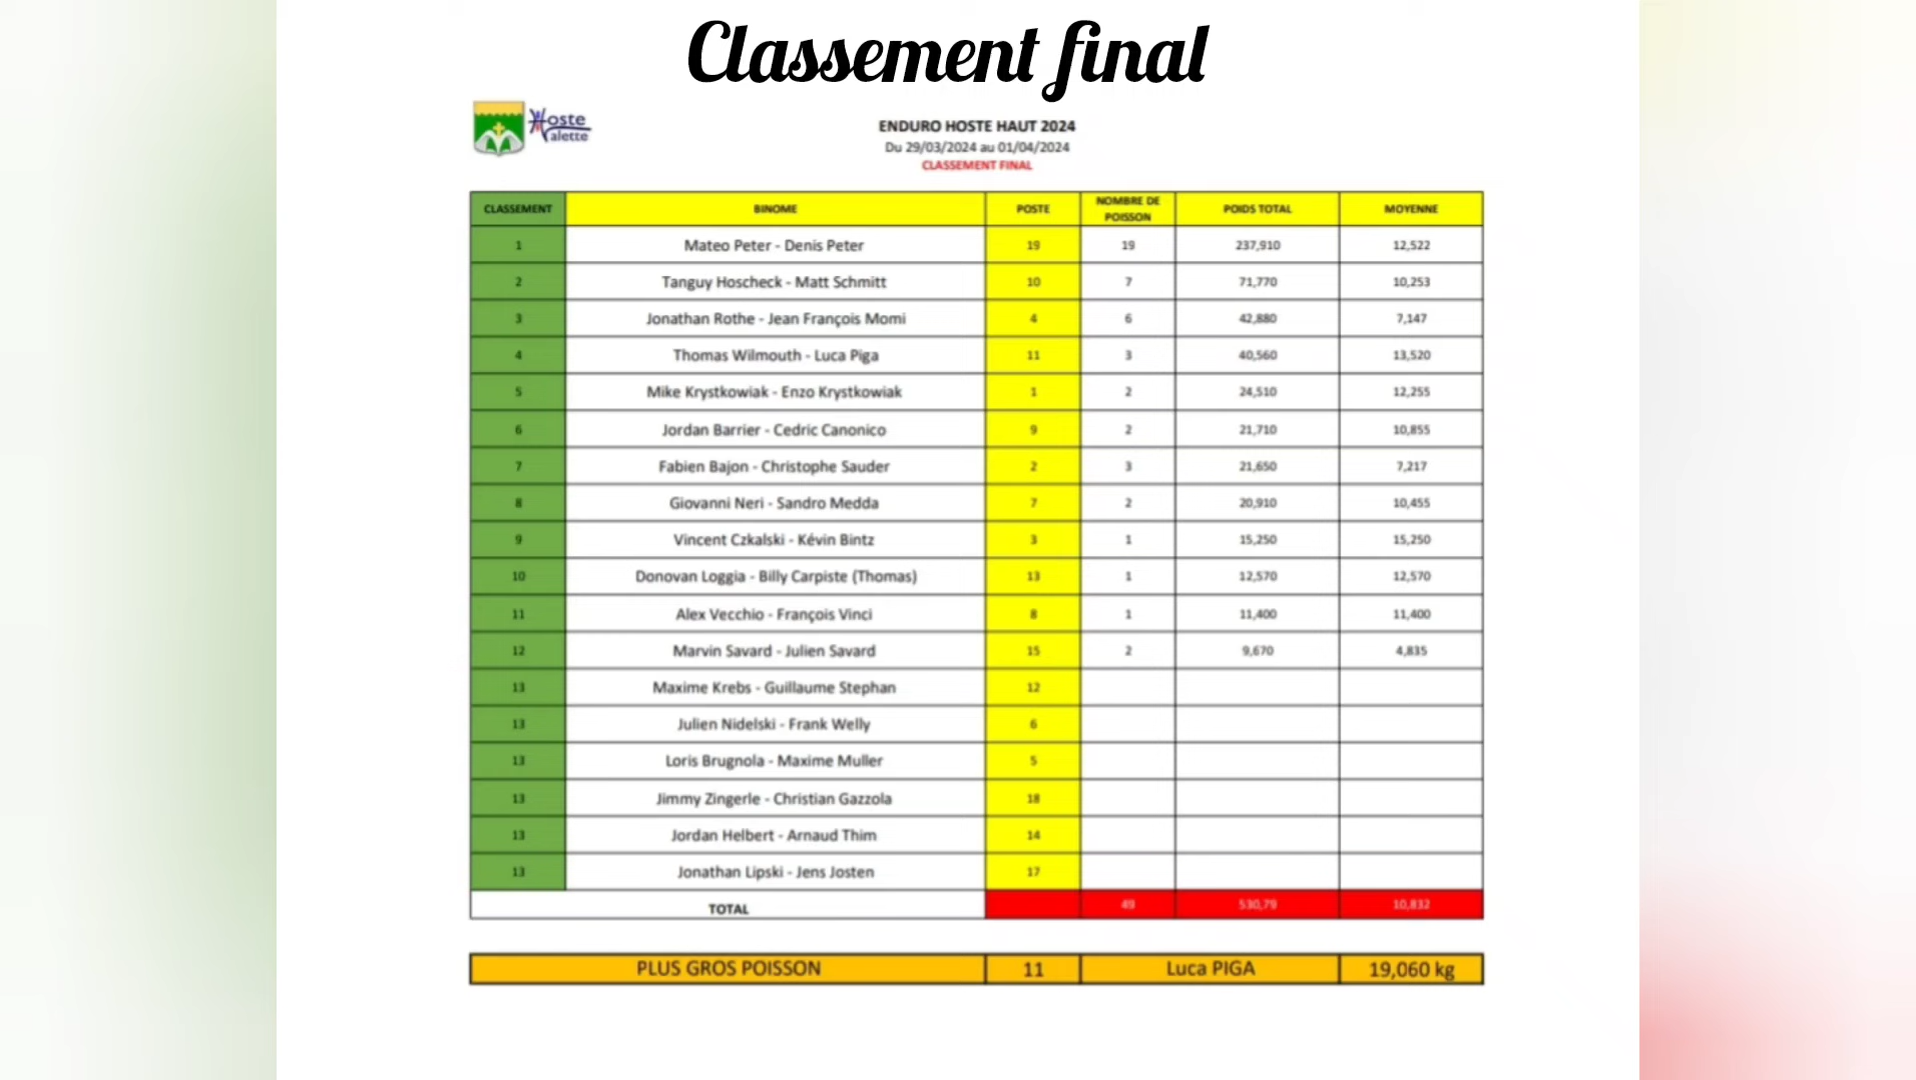 Classement final
Hoste
Valette
ENDURO HOSTE HAUT 2024
Du 29/03/2024 au 01/04/2024
CLASSEMENT FINAL
CLASSEMENT BINOME POSTE NOMBRE DE POISSON POIDS TOTAL MOYENNE
1 Mateo Peter - Denis Peter 19 19 237,910 12,522
2 Tanguy Hoscheck - Matt Schmitt 10 7 71,770 10,253
3 Jonathan Rothe - Jean François Momi 4 6 42,880 7,147
4 Thomas Wilmouth - Luca Piga 11 3 40,560 13,520
5 Mike Krystkowiak - Enzo Krystkowiak 1 2 24,510 12,255
6 Jordan Barrier - Cedric Canonico 9 2 21,710 10,855
7 Fabien Bajon - Christophe Sauder 2 3 21,650 7,217
8 Giovanni Neri - Sandro Medda 7 2 20,910 10,455
9 Vincent Czkalski - Kévin Bintz 3 1 15,250 15,250
10 Donovan Loggia - Billy Carpiste (Thomas) 13 1 12,570 12,570
11 Alex Vecchio - François Vinci 8 1 11,400 11,400
12 Marvin Savard - Julien Savard 15 2 9,670 4,835
13 Maxime Krebs - Guillaume Stephan 12
13 Julien Nidelski - Frank Welly 6
13 Loris Brugnola - Maxime Muller 5
13 Jimmy Zingerle - Christian Gazzola 18
13 Jordan Helbert - Arnaud Thim 14
13 Jonathan Lipski - Jens Josten 17
TOTAL 49 530,79 10,832
PLUS GROS POISSON 11 Luca PIGA 19,060 kg